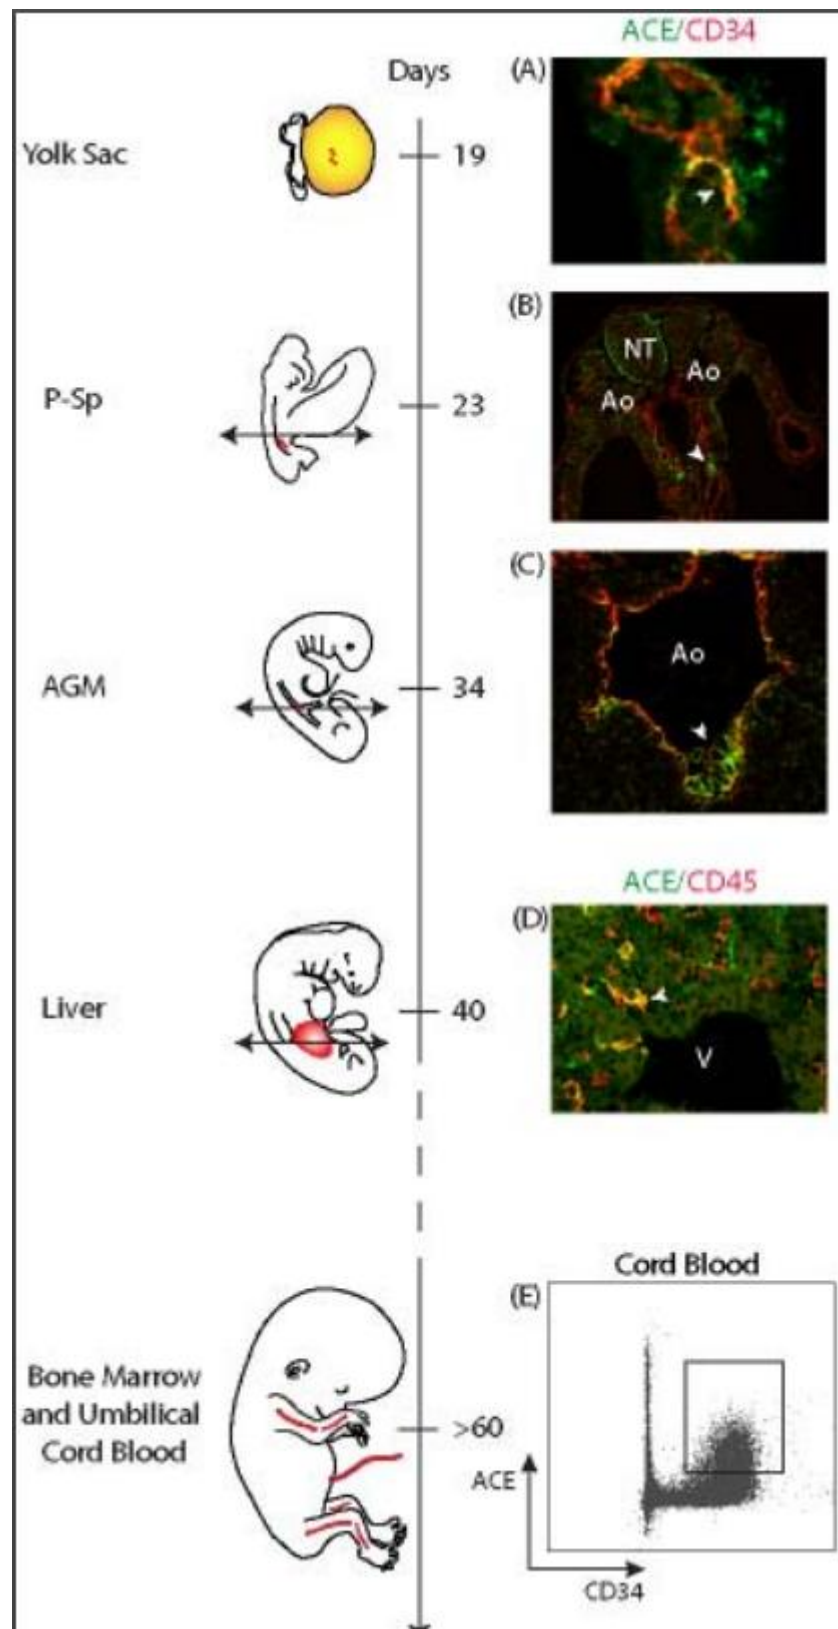 ACE/CD34
Days
(A)
Yolk Sac
19
(B)
NT
Ao
Ao
P-Sp
23
(C)
Ao
AGM
34
ACE/CD45
(D)
Liver
40
V
Cord Blood
(E)
Bone Marrow
and Umbilical
Cord Blood
>60
ACE
CD34